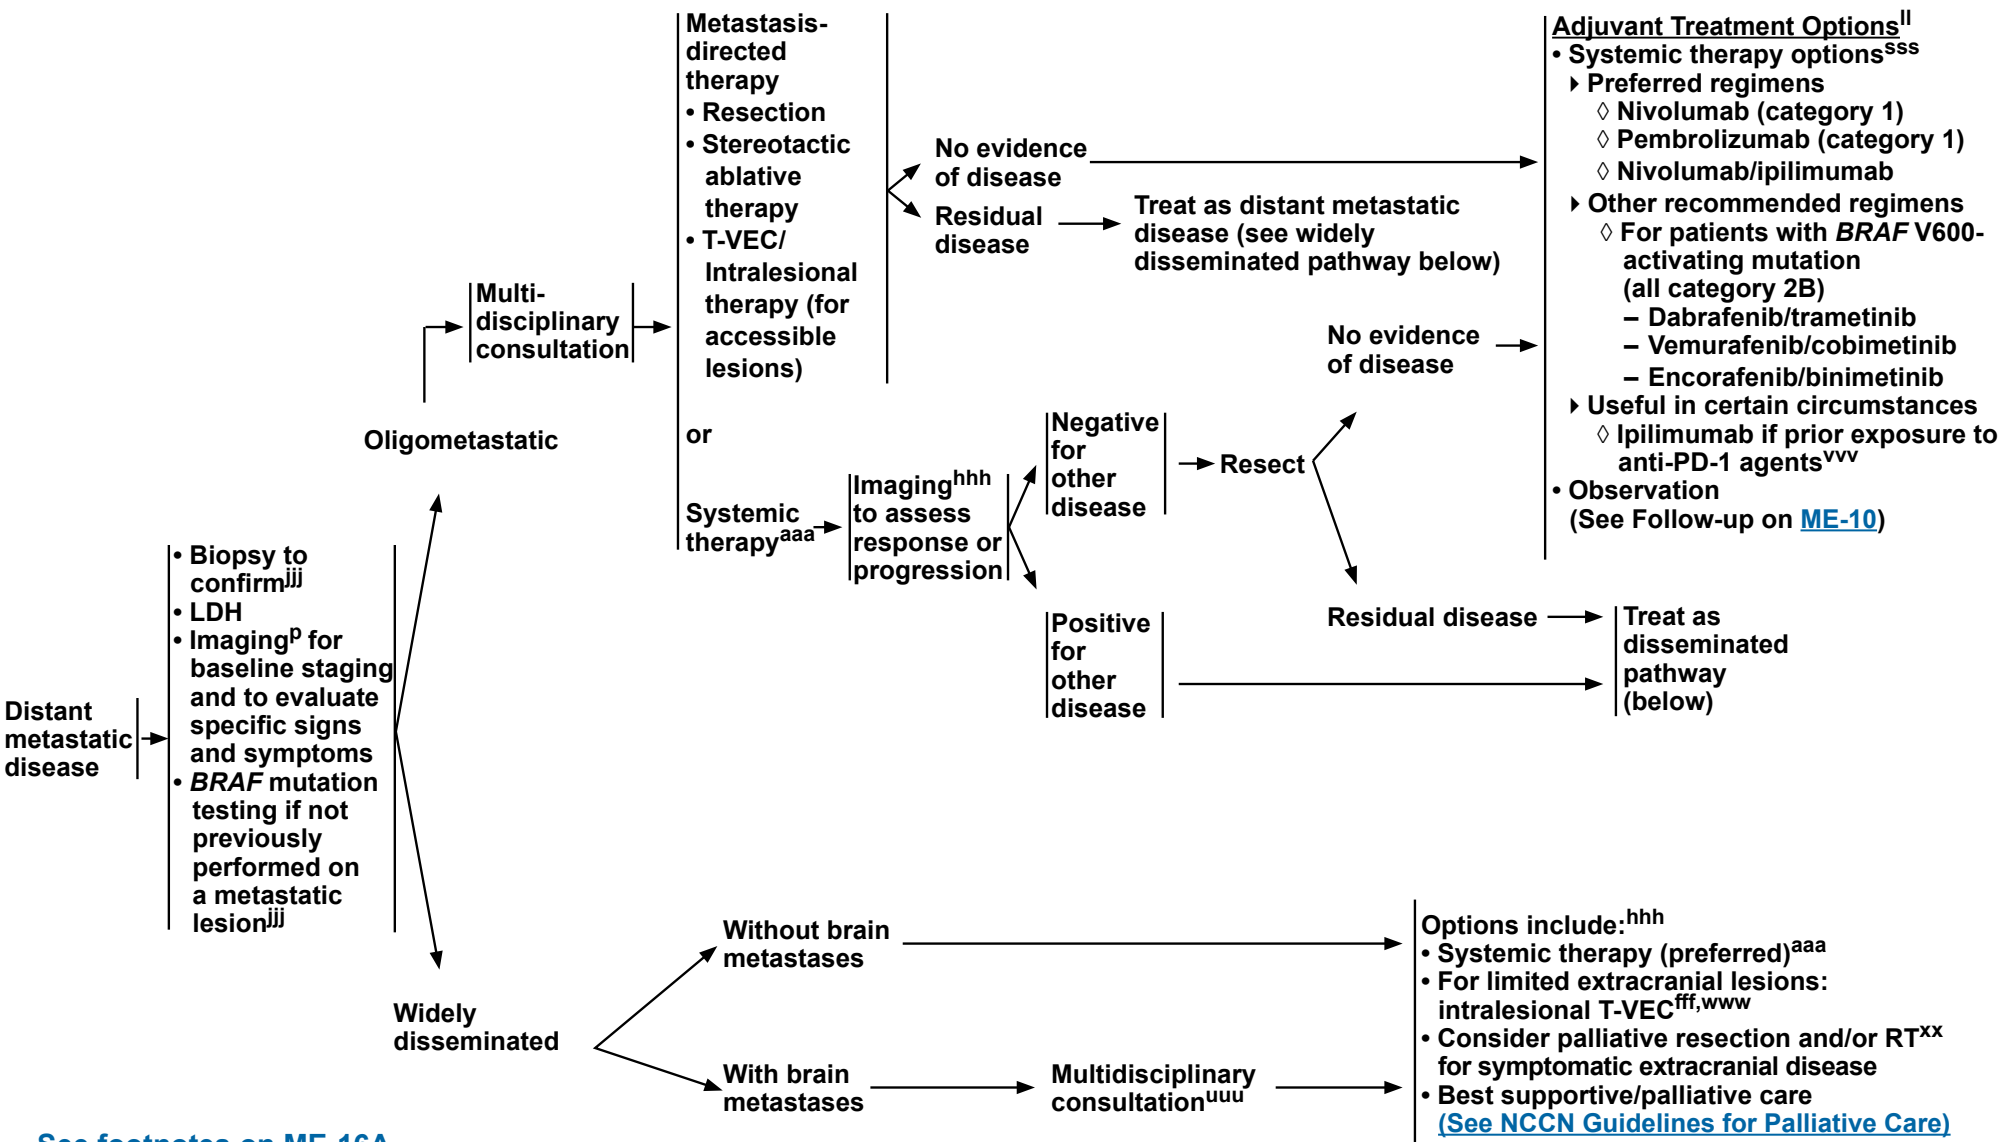 Distant
metastatic
disease
• Biopsy to
confirmjjj
• LDH
• Imagingp for
baseline staging
and to evaluate
specific signs
and symptoms
• BRAF mutation
testing if not
previously
performed on
a metastatic
lesionjjj
Oligometastatic
Multi-
disciplinary
consultation
Metastasis-
directed
therapy
• Resection
• Stereotactic
ablative
therapy
• T-VEC/
Intralesional
therapy (for
accessible
lesions)
or
Systemic
therapyaaa
No evidence
of disease
Residual
disease
Treat as distant metastatic
disease (see widely
disseminated pathway below)
Imaginghhh
to assess
response or
progression
Negative
for
other
disease
Resect
No evidence
of disease
Residual disease
Positive
for
other
disease
Treat as
disseminated
pathway
(below)
Adjuvant Treatment Optionsll
• Systemic therapy optionssss
▸ Preferred regimens
◊ Nivolumab (category 1)
◊ Pembrolizumab (category 1)
◊ Nivolumab/ipilimumab
▸ Other recommended regimens
◊ For patients with BRAF V600-
activating mutation
(all category 2B)
– Dabrafenib/trametinib
– Vemurafenib/cobimetinib
– Encorafenib/binimetinib
▸ Useful in certain circumstances
◊ Ipilimumab if prior exposure to
anti-PD-1 agentsvvv
• Observation
(See Follow-up on ME-10)
Widely
disseminated
Without brain
metastases
With brain
metastases
Multidisciplinary
consultationuuu
Options include:hhh
• Systemic therapy (preferred)aaa
• For limited extracranial lesions:
intralesional T-VECfff,www
• Consider palliative resection and/or RTxx
for symptomatic extracranial disease
• Best supportive/palliative care
(See NCCN Guidelines for Palliative Care)
See footnotes on ME-16A